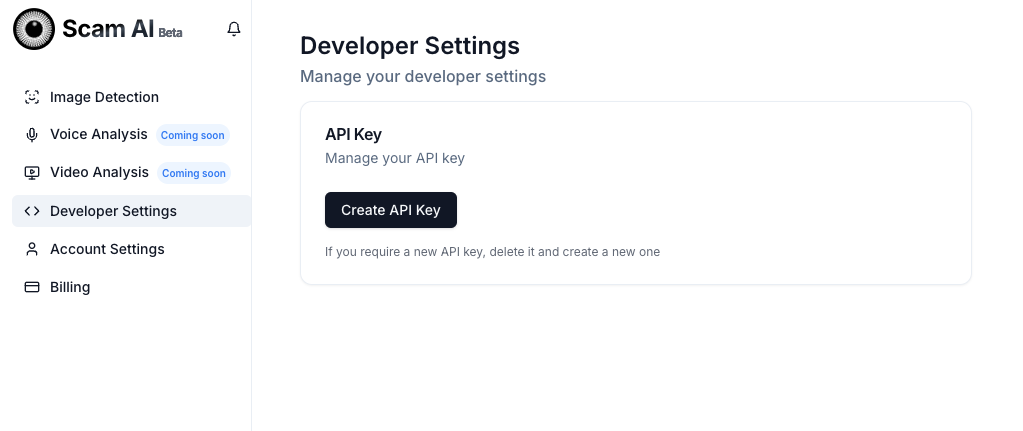 Scam AI Beta
Image Detection
Voice Analysis Coming soon
Video Analysis Coming soon
Developer Settings
Account Settings
Billing
Developer Settings
Manage your developer settings
API Key
Manage your API key
Create API Key
If you require a new API key, delete it and create a new one